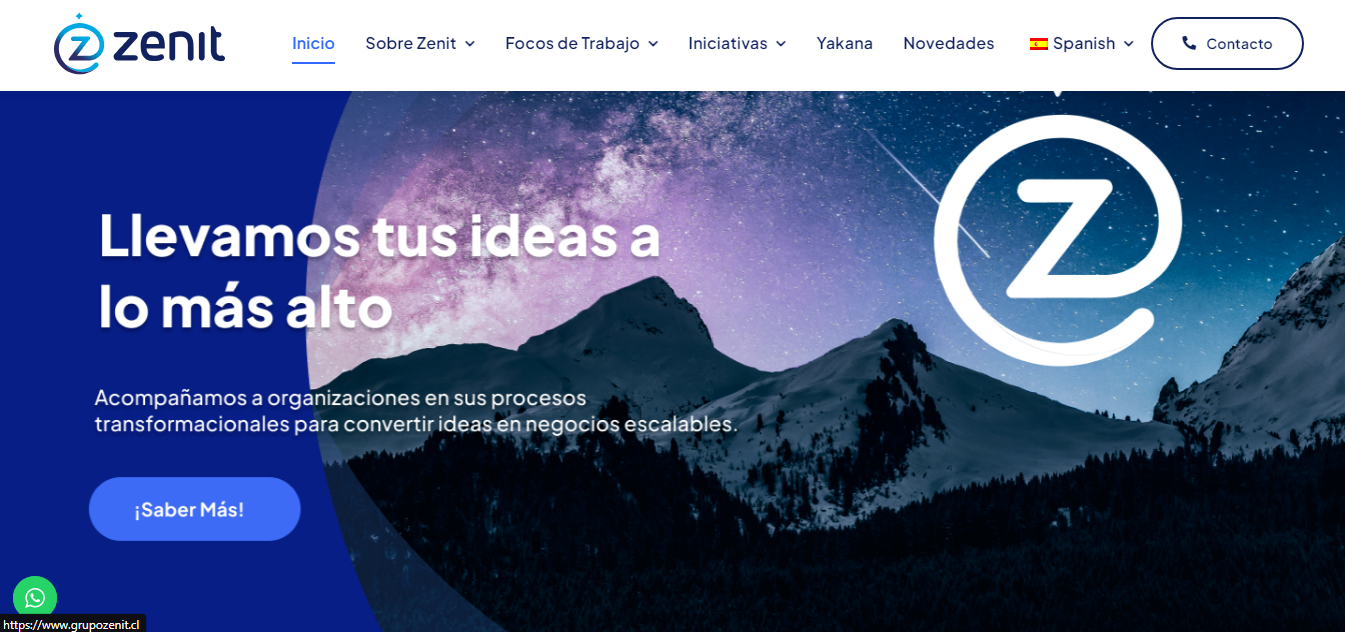 zenit
Inicio
Sobre Zenit
Focos de Trabajo
Iniciativas
Yakana
Novedades
Spanish
Contacto
Llevamos tus ideas a
lo más alto
Acompañamos a organizaciones en sus procesos
transformacionales para convertir ideas en negocios escalables.
¡Saber Más!
https://www.grupozenit.cl